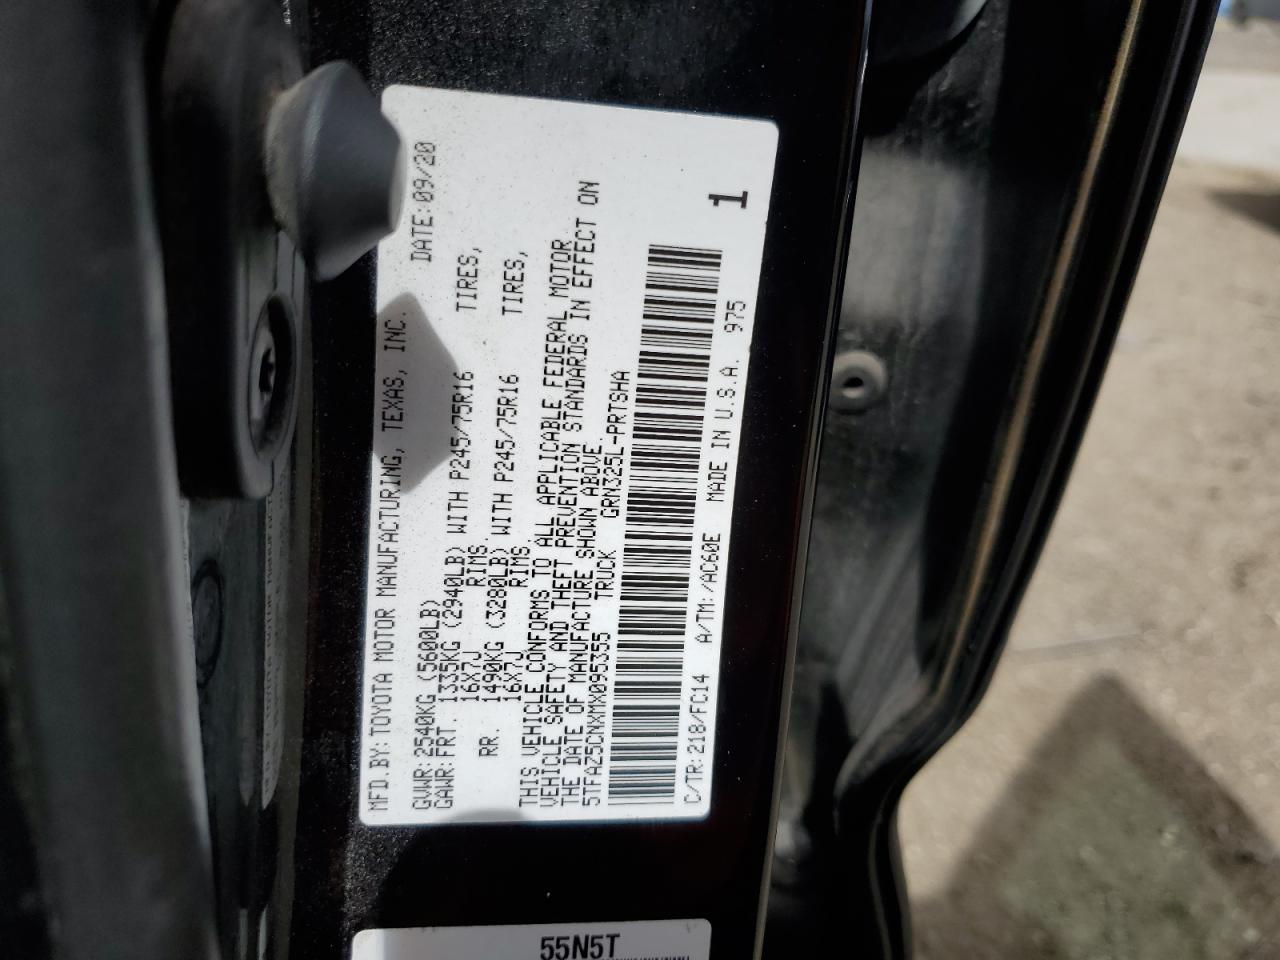 MFD.BY:TOYOTA MOTOR MANUFACTURING, TEXAS, INC.
DATE:09/20
GVWR:2540KG (5600LB)
GAWR:FRT. 1335KG (2940LB) WITH P245/75R16 TIRES,
16X7J RIMS
RR. 1490KG (3280LB) WITH P245/75R16 TIRES,
16X7J RIMS.
THIS VEHICLE CONFORMS TO ALL APPLICABLE FEDERAL MOTOR
VEHICLE SAFETY AND THEFT PREVENTION STANDARDS IN EFFECT ON
THE DATE OF MANUFACTURE SHOWN ABOVE.
5TFAZ5CNXMX095355 TRUCK GRN325L-PRTSHA
C/TR:218/FC14 A/TM:/AC60E MADE IN U.S.A. 975
1
55N5T